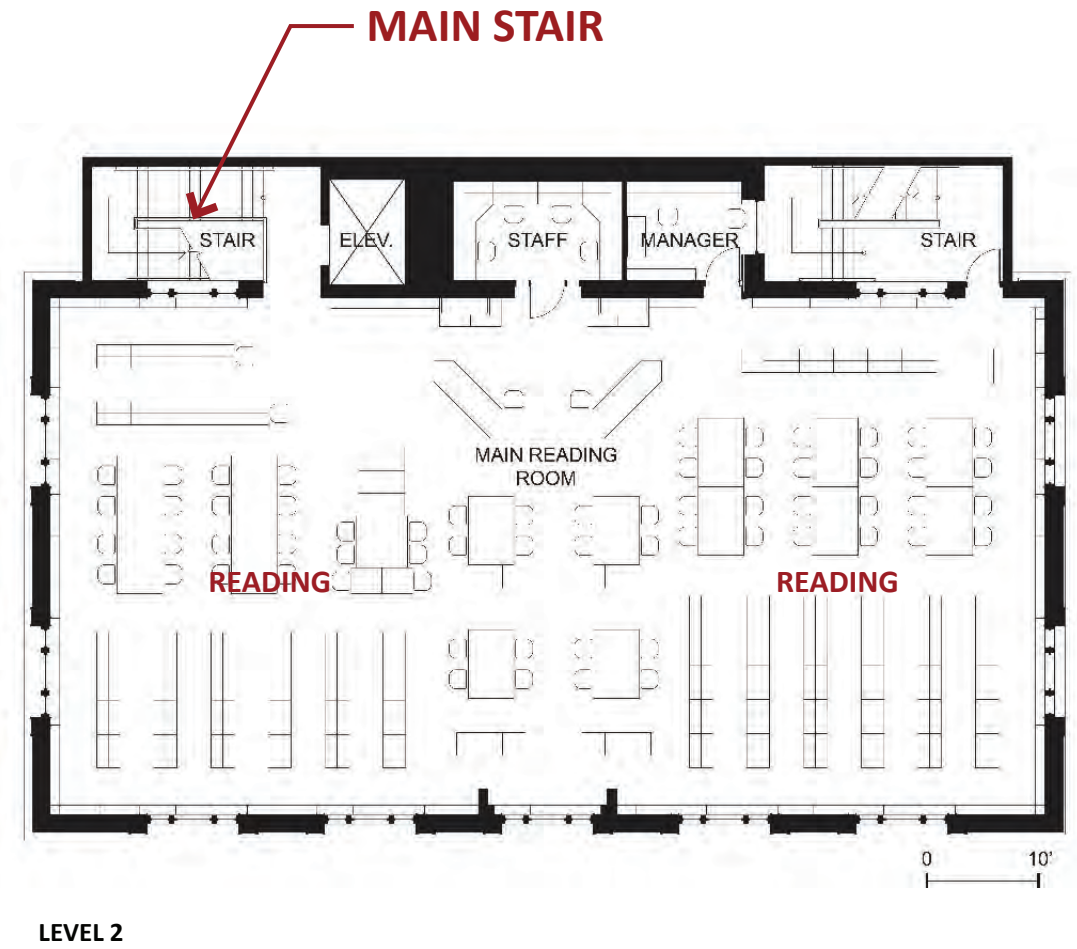 MAIN STAIR
STAIR
ELEV.
STAFF
MANAGER
STAIR
MAIN READING
ROOM
READING
READING
0 10'
LEVEL 2